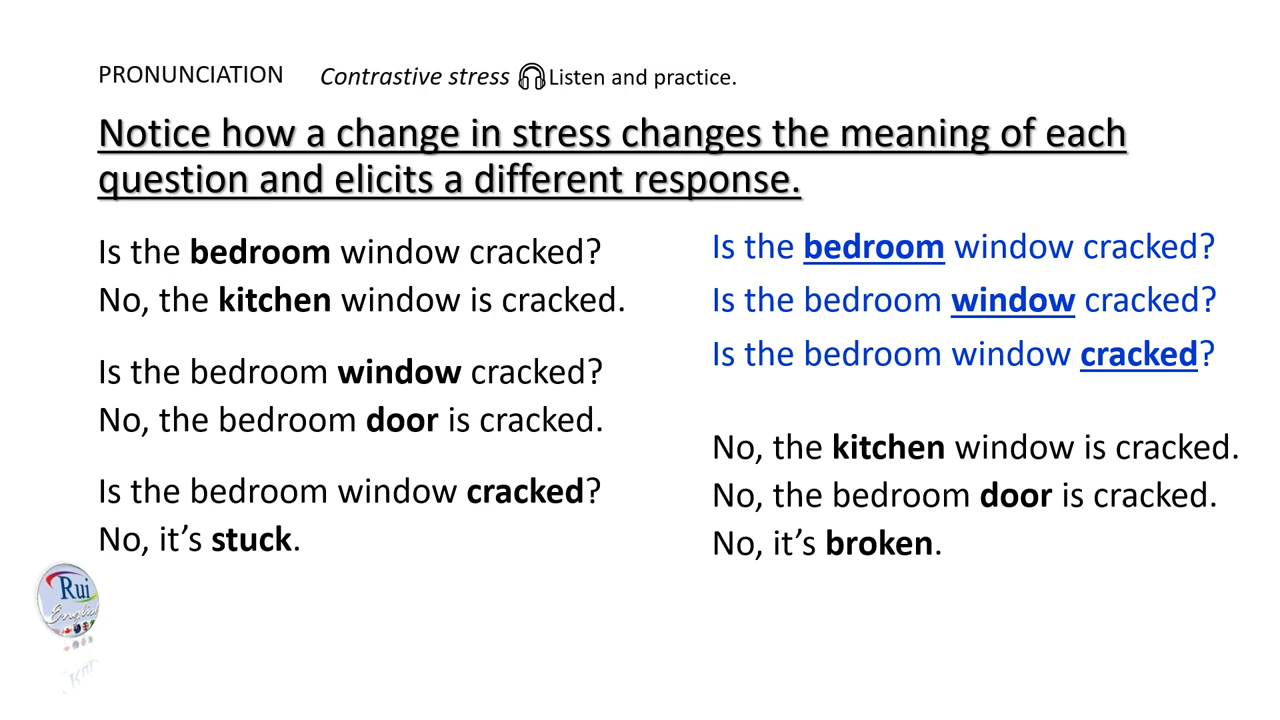 PRONUNCIATION Contrastive stress Listen and practice.
Notice how a change in stress changes the meaning of each
question and elicits a different response.
Is the bedroom window cracked?
No, the kitchen window is cracked.
Is the bedroom window cracked?
No, the bedroom door is cracked.
Is the bedroom window cracked?
No, it's stuck.
Is the bedroom window cracked?
Is the bedroom window cracked?
Is the bedroom window cracked?
No, the kitchen window is cracked.
No, the bedroom door is cracked.
No, it's broken.
Rui
English